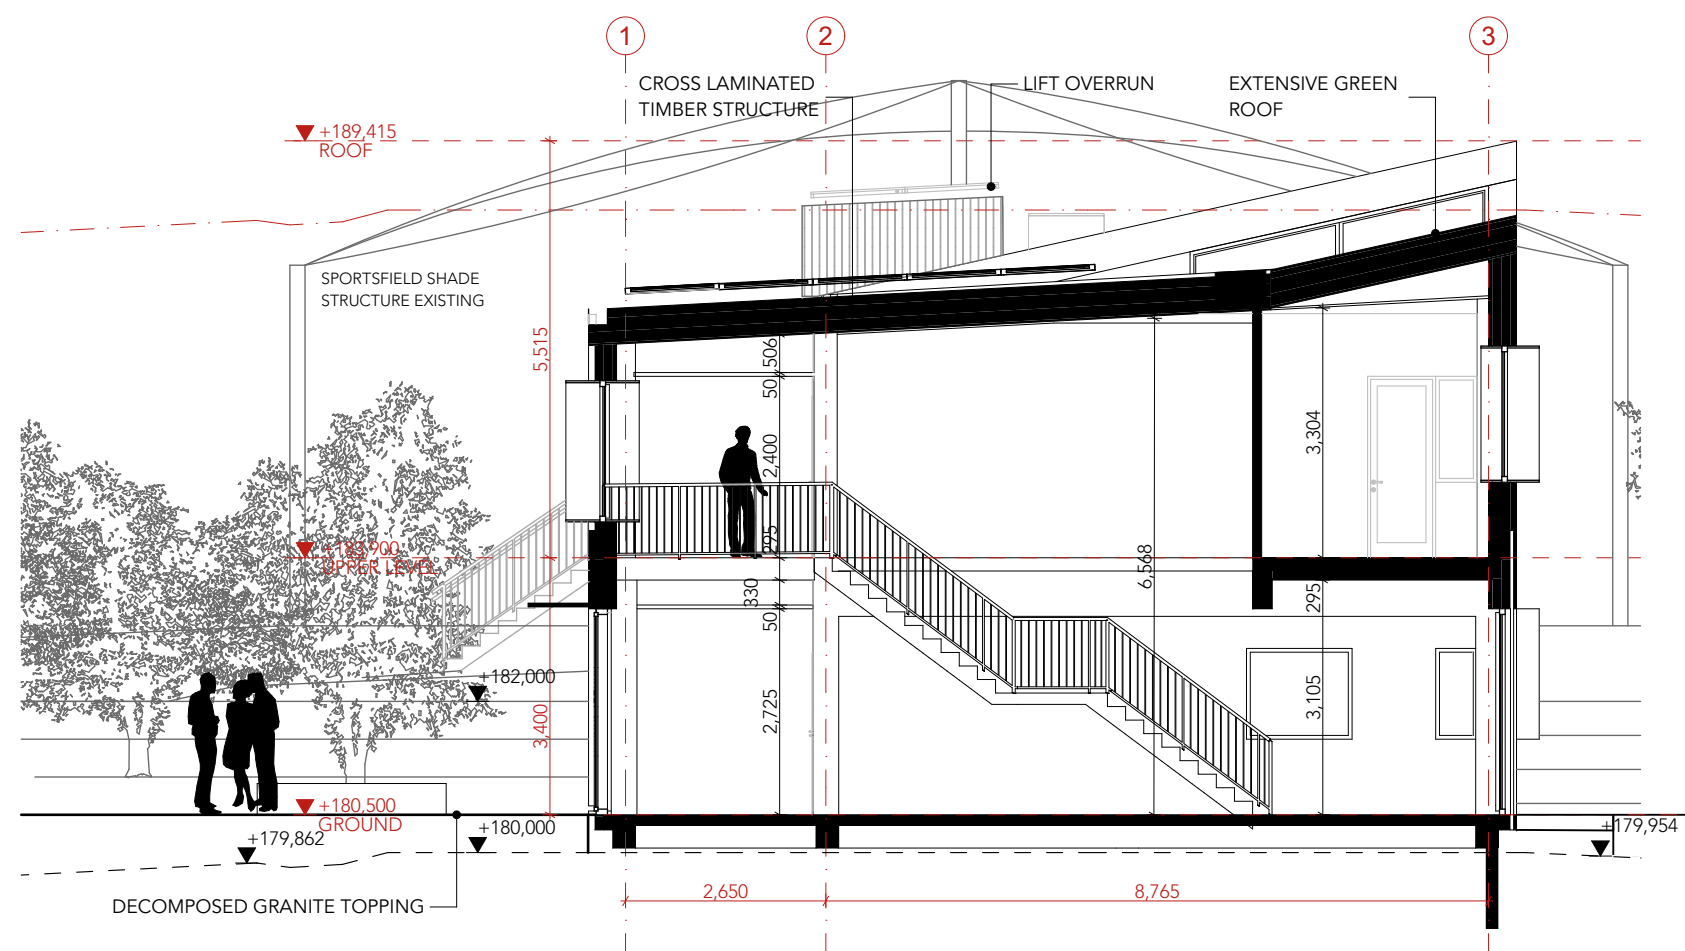 1
2
3
CROSS LAMINATED
TIMBER STRUCTURE
LIFT OVERRUN
EXTENSIVE GREEN
ROOF
+189,415
ROOF
SPORTSFIELD SHADE
STRUCTURE EXISTING
5,515
506
50
2,400
3,304
+183,900
UPPER LEVEL
295
6,568
330
295
50
+182,000
3,400
2,725
3,105
+180,500
GROUND
+180,000
+179,862
+179,954
2,650
8,765
DECOMPOSED GRANITE TOPPING